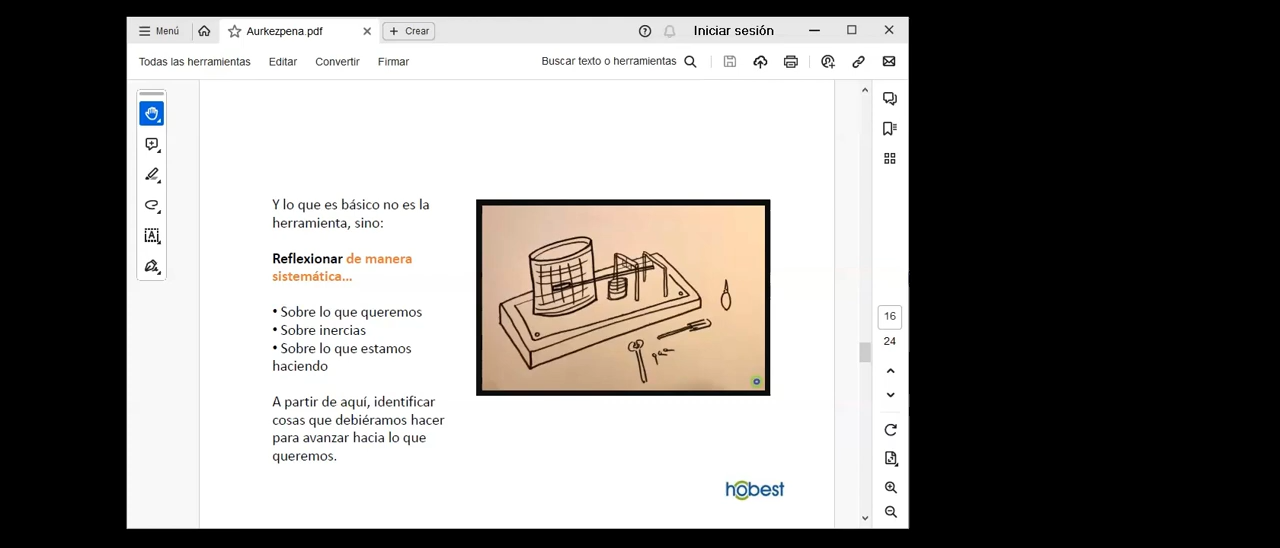 Menú
Aurkezpena.pdf
Crear
Iniciar sesión
Todas las herramientas
Editar
Convertir
Firmar
Buscar texto o herramientas
Y lo que es básico no es la
herramienta, sino:
Reflexionar de manera
sistemática...
• Sobre lo que queremos
• Sobre inercias
• Sobre lo que estamos
haciendo
A partir de aquí, identificar
cosas que debiéramos hacer
para avanzar hacia lo que
queremos.
hobest
16
24